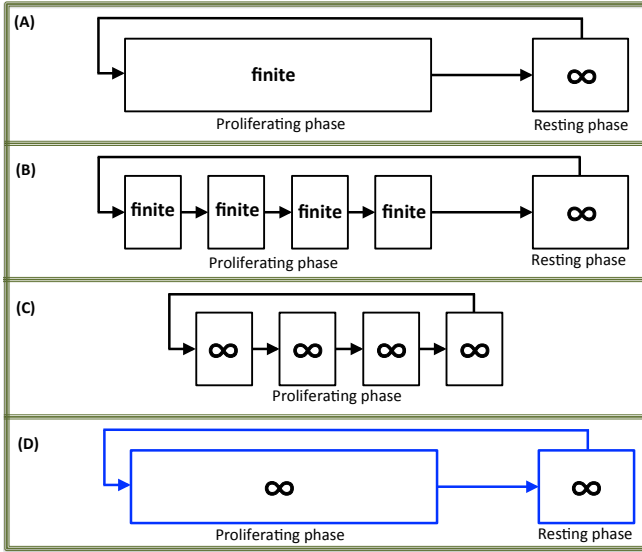 (A)
finite
∞
Proliferating phase
Resting phase
(B)
finite finite finite finite
∞
Proliferating phase
Resting phase
(C)
∞ ∞ ∞ ∞
Proliferating phase
(D)
∞
∞
Proliferating phase
Resting phase